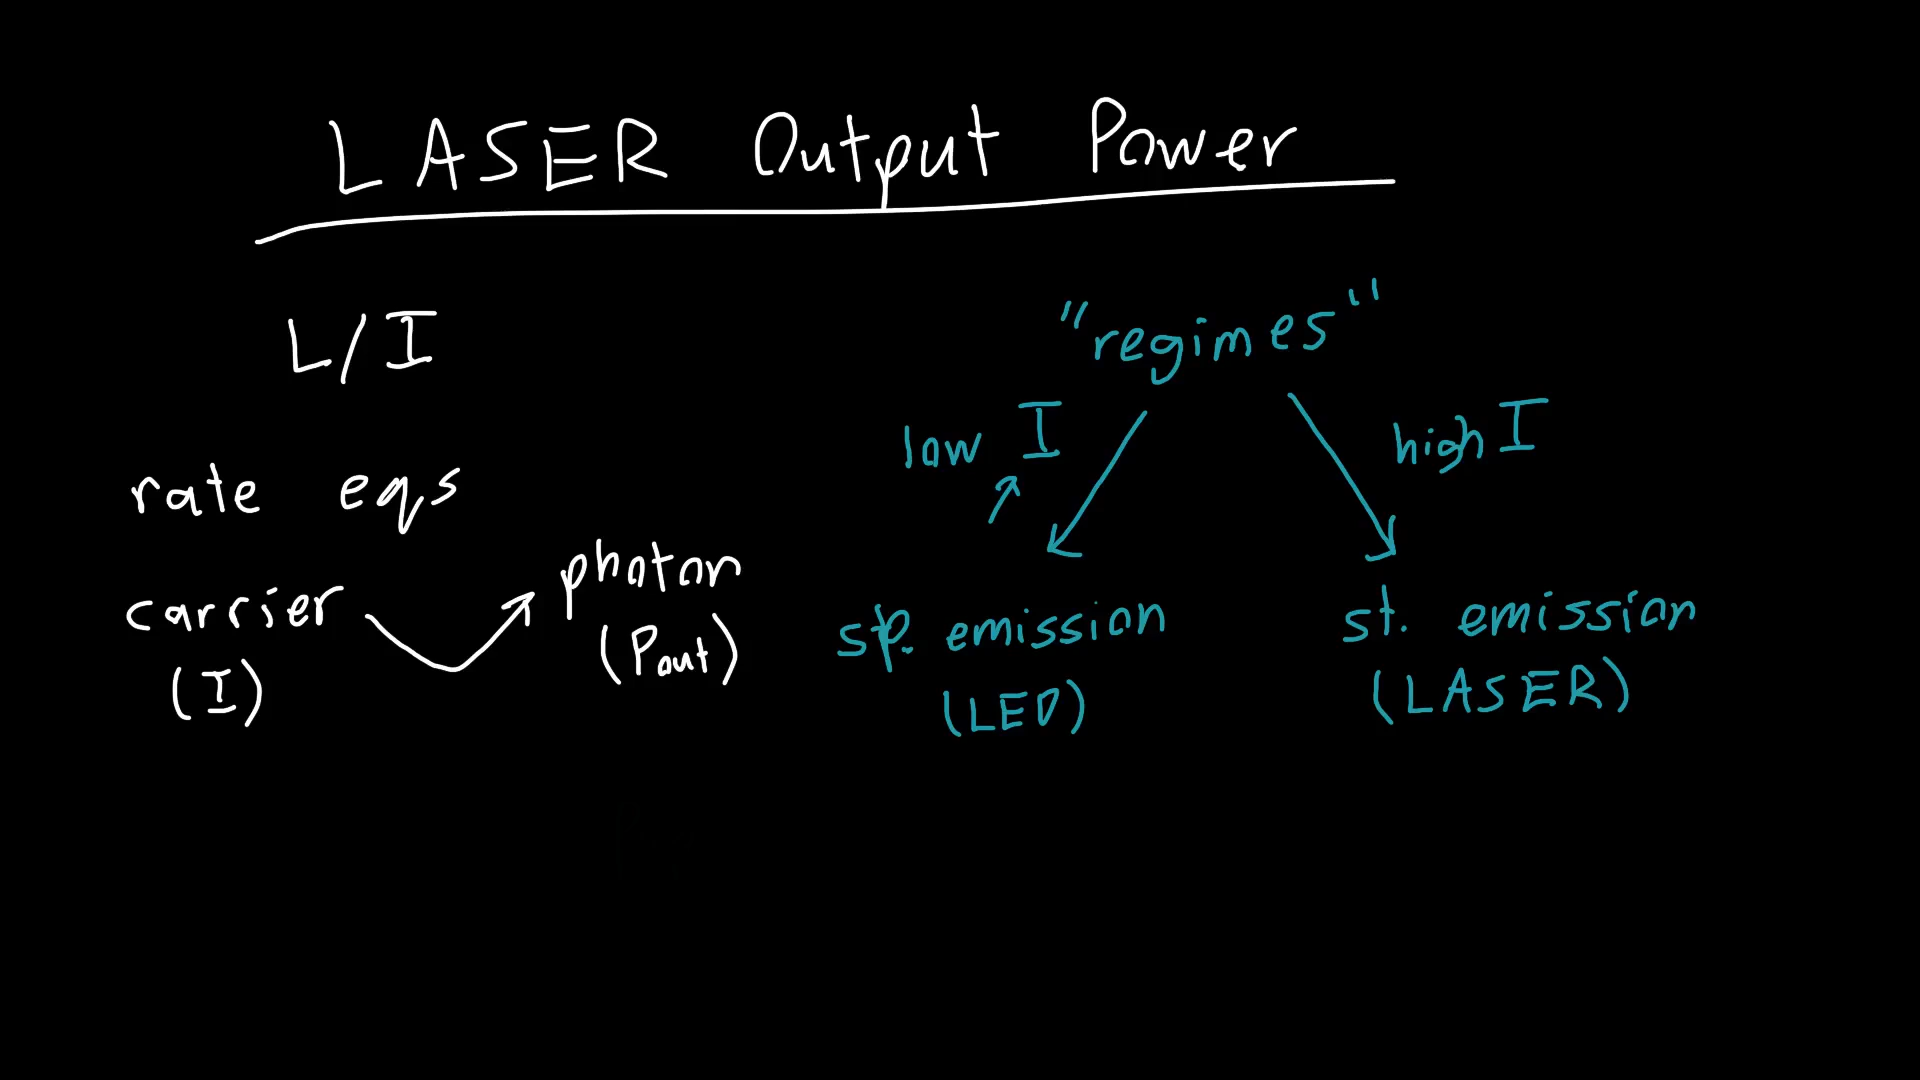 LASER Output Power
L/I
rate eqs
carrier
(I)
photon
(Pout)
"regimes"
low I
high I
sp. emission
(LED)
st. emission
(LASER)